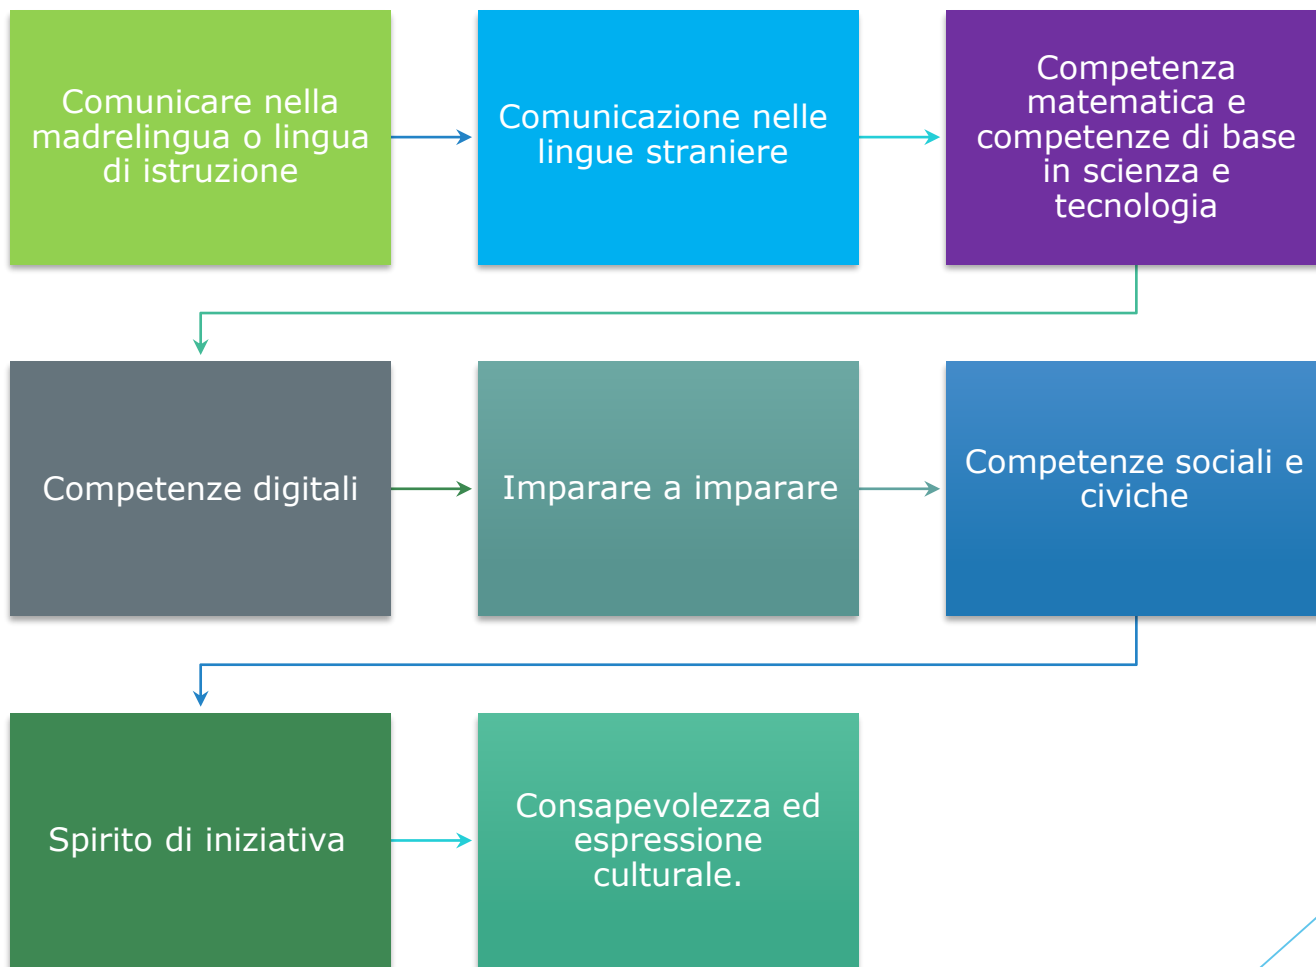 Comunicare nella
madrelingua o lingua
di istruzione
Comunicazione nelle
lingue straniere
Competenza
matematica e
competenze di base
in scienza e
tecnologia
Competenze digitali
Imparare a imparare
Competenze sociali e
civiche
Spirito di iniziativa
Consapevolezza ed
espressione
culturale.